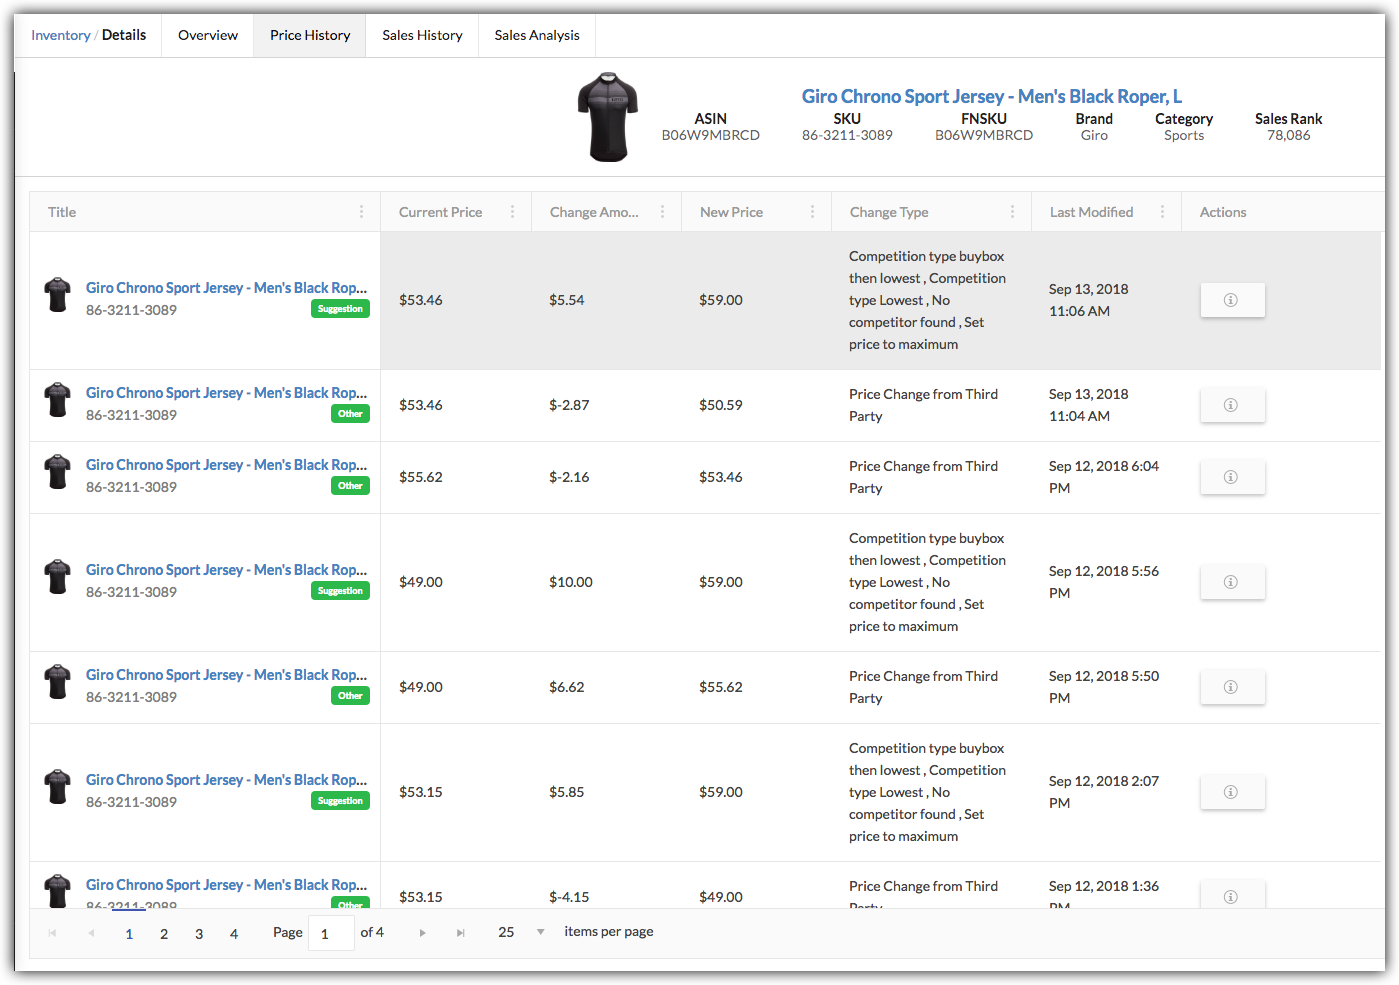 Inventory / Details Overview Price History Sales History Sales Analysis
Giro Chrono Sport Jersey - Men's Black Roper, L
ASIN SKU FNSKU Brand Category Sales Rank
B06W9MBRCD 86-3211-3089 B06W9MBRCD Giro Sports 78,086
Title Current Price Change Amo... New Price Change Type Last Modified Actions
Giro Chrono Sport Jersey - Men's Black Rop...
86-3211-3089
Suggestion
$53.46
$5.54
$59.00
Competition type buybox
then lowest , Competition
type Lowest , No
competitor found , Set
price to maximum
Sep 13, 2018
11:06 AM
Giro Chrono Sport Jersey - Men's Black Rop...
86-3211-3089
Other
$53.46
$-2.87
$50.59
Price Change from Third
Party
Sep 13, 2018
11:04 AM
Giro Chrono Sport Jersey - Men's Black Rop...
86-3211-3089
Other
$55.62
$-2.16
$53.46
Price Change from Third
Party
Sep 12, 2018 6:04
PM
Giro Chrono Sport Jersey - Men's Black Rop...
86-3211-3089
Suggestion
$49.00
$10.00
$59.00
Competition type buybox
then lowest , Competition
type Lowest , No
competitor found , Set
price to maximum
Sep 12, 2018 5:56
PM
Giro Chrono Sport Jersey - Men's Black Rop...
86-3211-3089
Other
$49.00
$6.62
$55.62
Price Change from Third
Party
Sep 12, 2018 5:50
PM
Giro Chrono Sport Jersey - Men's Black Rop...
86-3211-3089
Suggestion
$53.15
$5.85
$59.00
Competition type buybox
then lowest , Competition
type Lowest , No
competitor found , Set
price to maximum
Sep 12, 2018 2:07
PM
Giro Chrono Sport Jersey - Men's Black Rop...
86-3211-3089
Other
$53.15
$-4.15
$49.00
Price Change from Third
Party
Sep 12, 2018 1:36
PM
1 2 3 4 Page 1 of 4 25 items per page